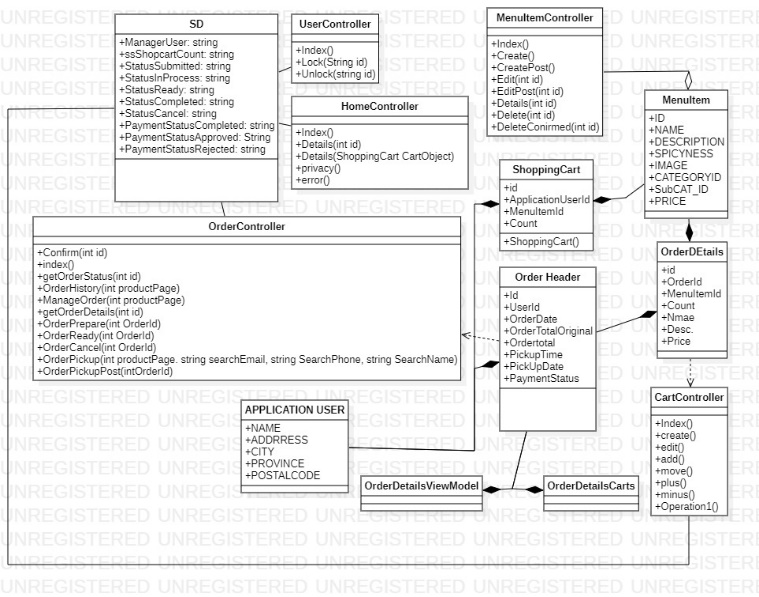 SD
+ManagerUser: string
+ssShopcartCount: string
+StatusSubmitted: string
+StatusInProcess: string
+StatusReady: string
+StatusCompleted: string
+StatusCancel: string
+PaymentStatusCompleted: string
+PaymentStatusApproved: String
+PaymentStatusRejected: string
UserController
+Index()
+Lock(String id)
+Unlock(string id)
HomeController
+Index()
+Details(int id)
+Details(ShoppingCart CartObject)
+privacy()
+error()
MenuItemController
+Index()
+Create()
+CreatePost()
+Edit(int id)
+EditPost(int id)
+Details(int id)
+Delete(int id)
+DeleteConirmed(int id)
MenuItem
+ID
+NAME
+DESCRIPTION
+SPICYNESS
+IMAGE
+CATEGORYID
+SubCAT_ID
+PRICE
ShoppingCart
+id
+ApplicationUserId
+MenuItemId
+Count
+ShoppingCart()
OrderController
+Confirm(int id)
+index()
+getOrderStatus(int id)
+OrderHistory(int productPage)
+ManageOrder(int productPage)
+getOrderDetails(int id)
+OrderPrepare(int OrderId)
+OrderReady(int OrderId)
+OrderCancel(int OrderId)
+OrderPickup(int productPage. string searchEmail, string SearchPhone, string SearchName)
+OrderPickupPost(intOrderId)
Order Header
+Id
+UserId
+OrderDate
+OrderTotalOriginal
+Ordertotal
+PickupTime
+PickUpDate
+PaymentStatus
OrderDEtails
+id
+OrderId
+MenuItemId
+Count
+Nmae
+Desc.
+Price
APPLICATION USER
+NAME
+ADDRRESS
+CITY
+PROVINCE
+POSTALCODE
CartController
+Index()
+create()
+edit()
+add()
+move()
+plus()
+minus()
+Operation1()
OrderDetailsViewModel
OrderDetailsCarts
UNREGISTERED UNREGISTERED UNREGISTERED UNREGISTERED UNREGISTERED